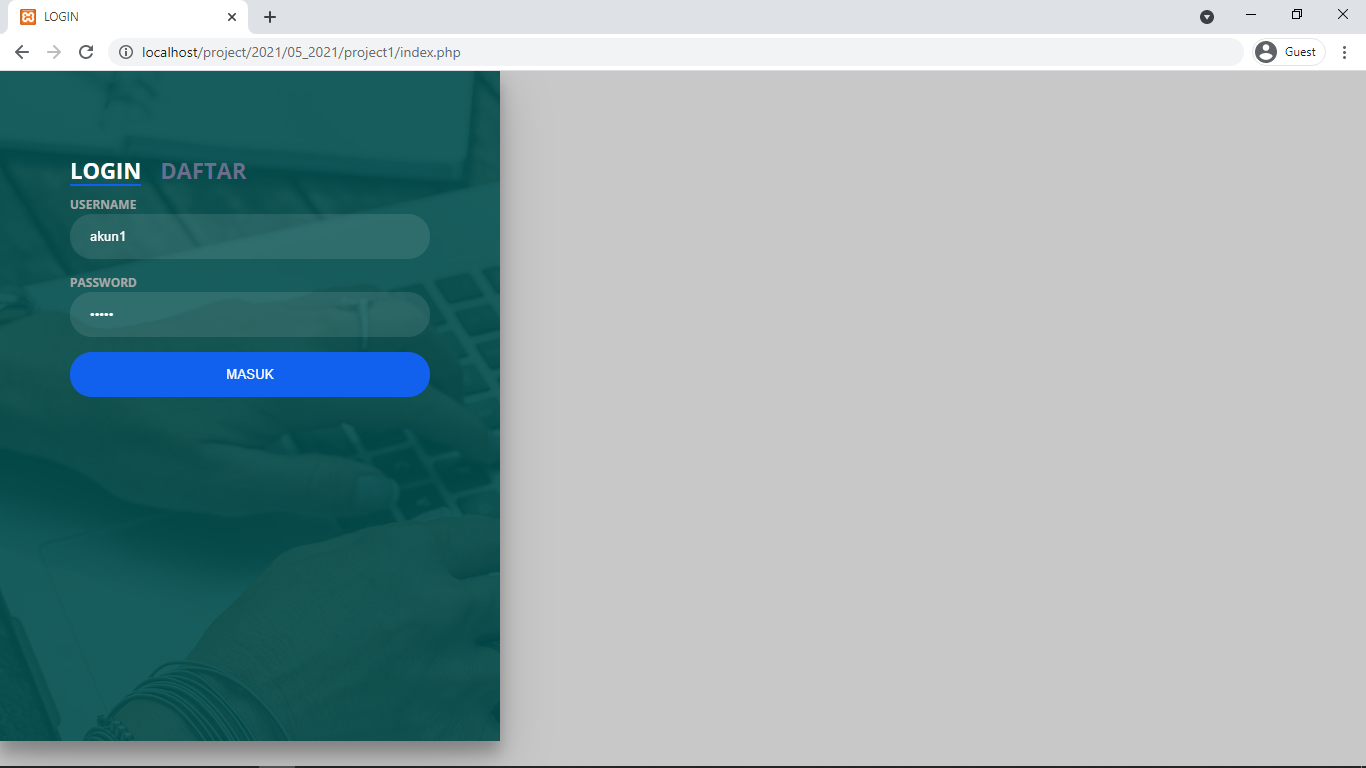 LOGIN
localhost/project/2021/05_2021/project1/index.php
Guest
LOGIN DAFTAR
USERNAME
akun1
PASSWORD
•••••
MASUK